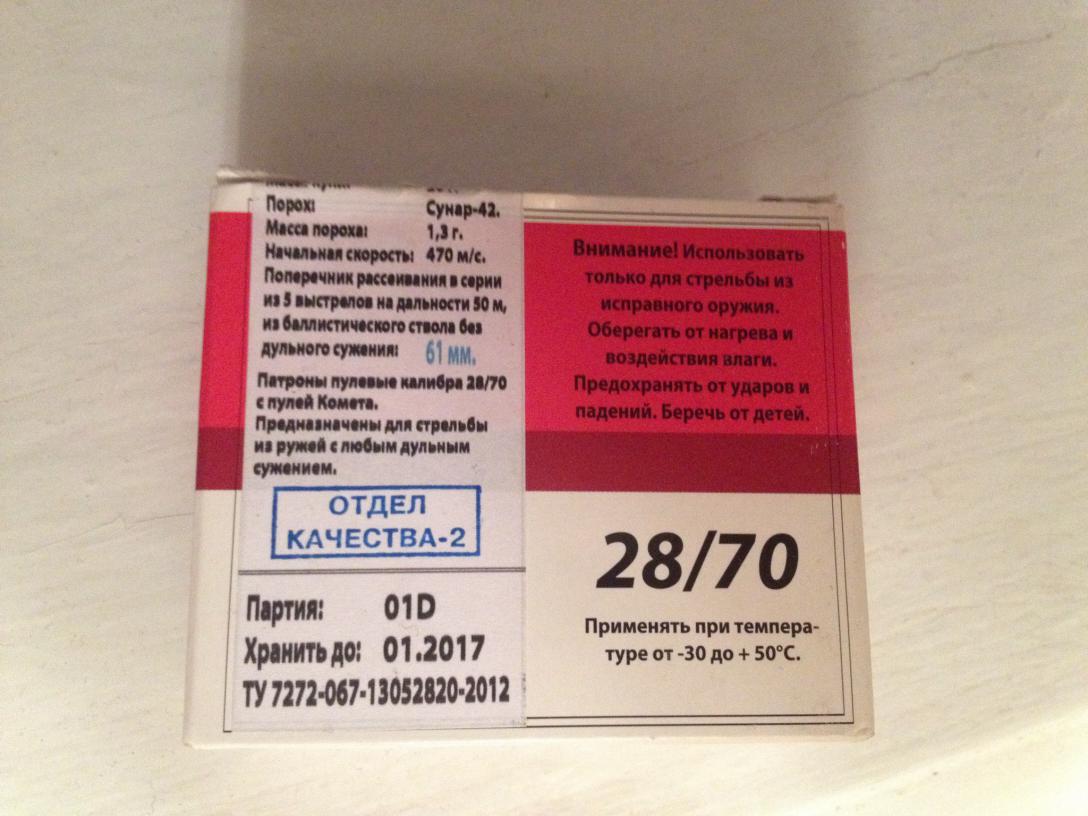 Порох: Сунар-42.
Масса пороха: 1,3 г.
Начальная скорость: 470 м/с.
Поперечник рассеивания в серии
из 5 выстрелов на дальности 50 м,
из баллистического ствола без
дульного сужения: 61 мм.
Патроны пулевые калибра 28/70
с пулей Комета.
Предназначены для стрельбы
из ружей с любым дульным
сужением.
ОТДЕЛ
КАЧЕСТВА-2
Партия: 01D
Хранить до: 01.2017
ТУ 7272-067-13052820-2012
Внимание! Использовать
только для стрельбы из
исправного оружия.
Оберегать от нагрева и
воздействия влаги.
Предохранять от ударов и
падений. Беречь от детей.
28/70
Применять при темпера-
туре от -30 до + 50°C.